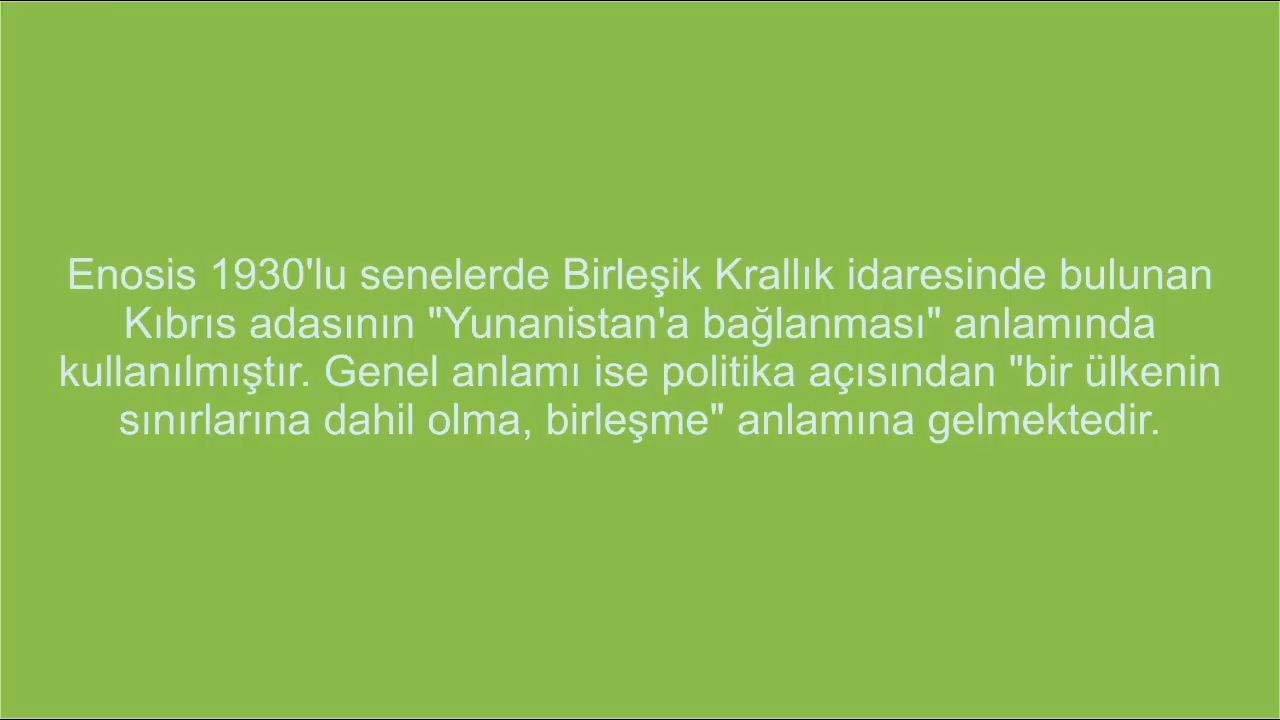 Enosis 1930'lu senelerde Birleşik Krallık idaresinde bulunan
Kıbrıs adasının "Yunanistan'a bağlanması" anlamında
kullanılmıştır. Genel anlamı ise politika açısından "bir ülkenin
sınırlarına dahil olma, birleşme" anlamına gelmektedir.